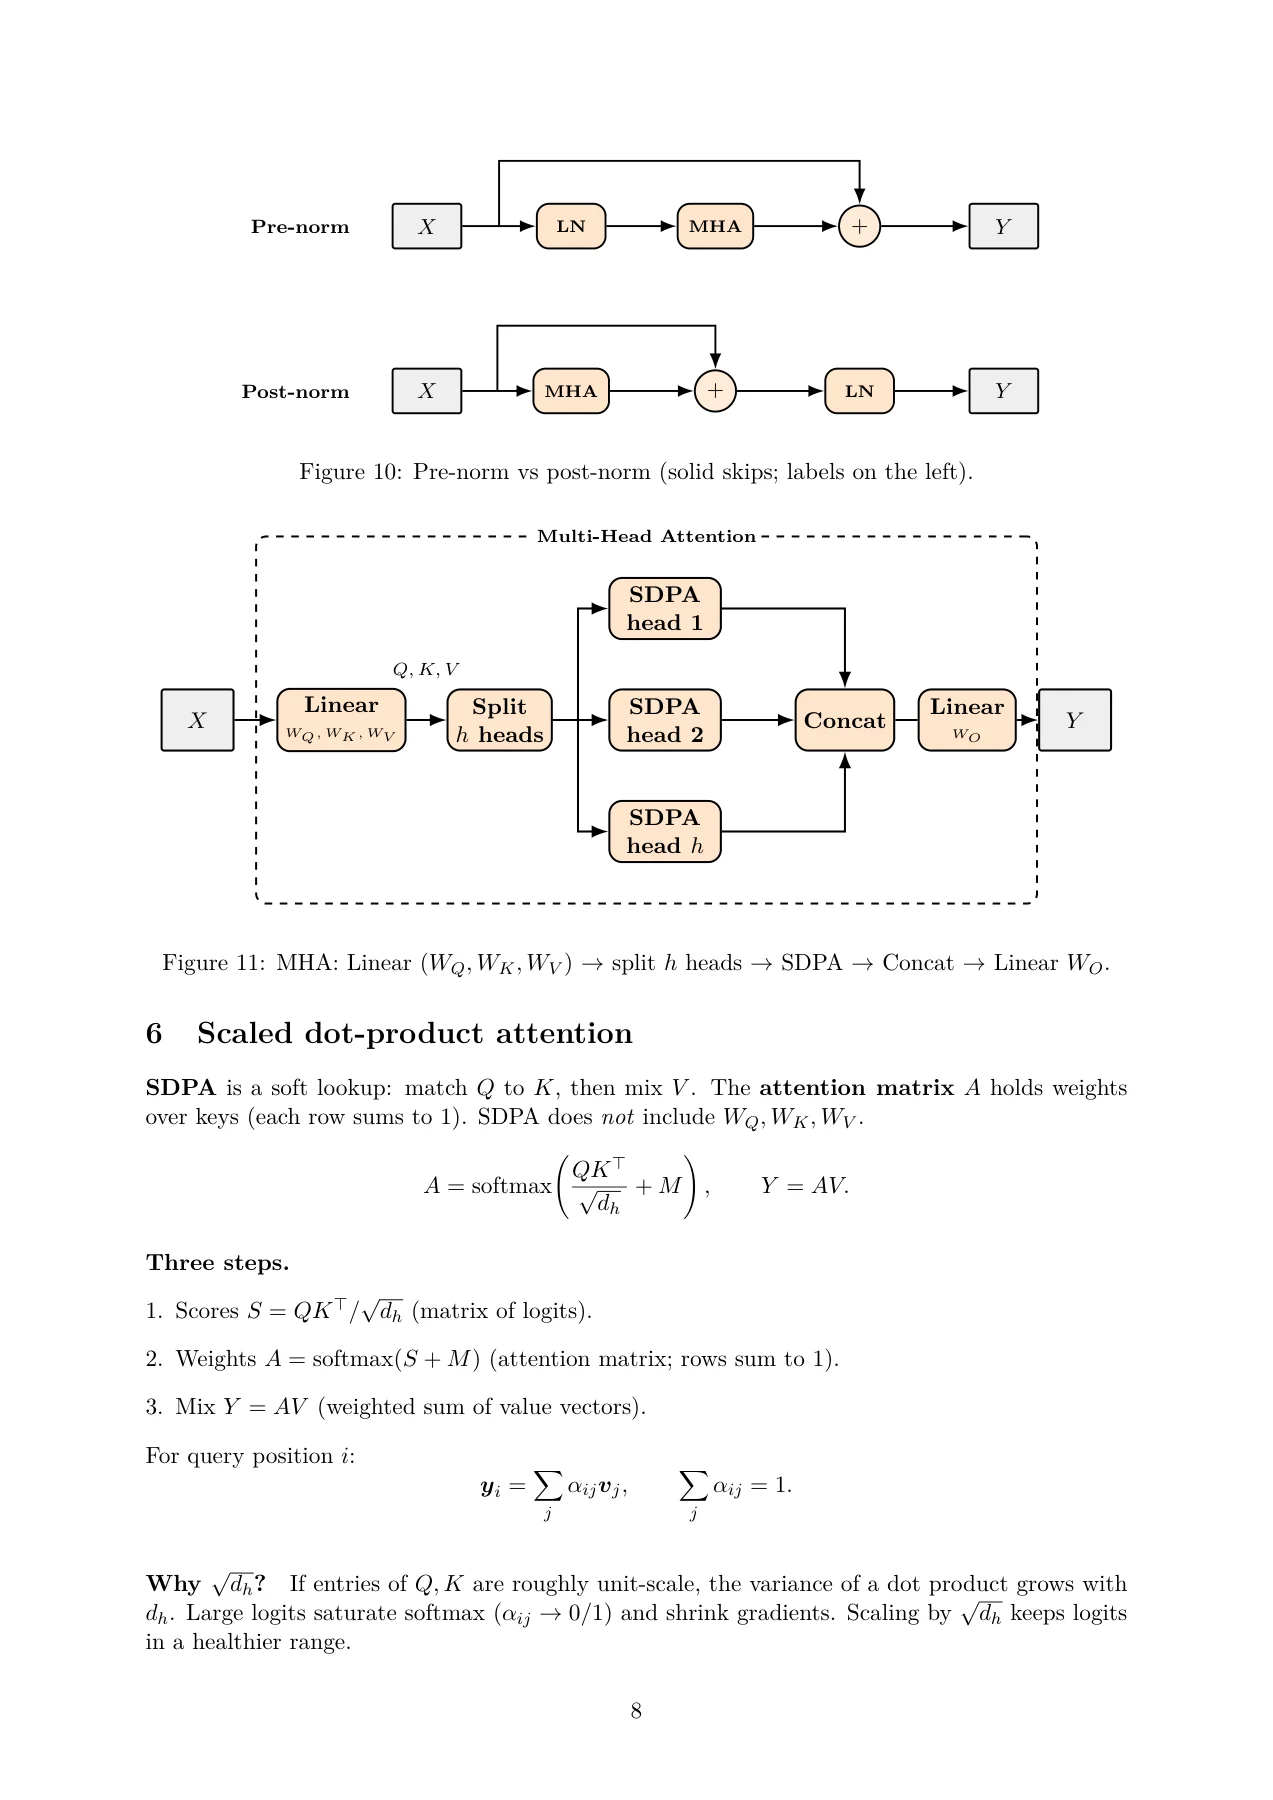 Pre-norm X LN MHA + Y
Post-norm X MHA + LN Y
Figure 10: Pre-norm vs post-norm (solid skips; labels on the left).
Multi-Head Attention
SDPA
head 1
Q, K, V
X
Linear
W_Q, W_K, W_V
Split
h heads
SDPA
head 2
Concat
Linear
W_O
Y
SDPA
head h
Figure 11: MHA: Linear (W_Q, W_K, W_V) → split h heads → SDPA → Concat → Linear W_O.
6 Scaled dot-product attention
SDPA is a soft lookup: match Q to K, then mix V. The attention matrix A holds weights
over keys (each row sums to 1). SDPA does not include W_Q, W_K, W_V.
A = softmax(QK^⊤/√d_h + M), Y = AV.
Three steps.
1. Scores S = QK^⊤/√d_h (matrix of logits).
2. Weights A = softmax(S + M) (attention matrix; rows sum to 1).
3. Mix Y = AV (weighted sum of value vectors).
For query position i:
y_i = ∑_j α_ij v_j, ∑_j α_ij = 1.
Why √d_h? If entries of Q, K are roughly unit-scale, the variance of a dot product grows with
d_h. Large logits saturate softmax (α_ij → 0/1) and shrink gradients. Scaling by √d_h keeps logits
in a healthier range.
8